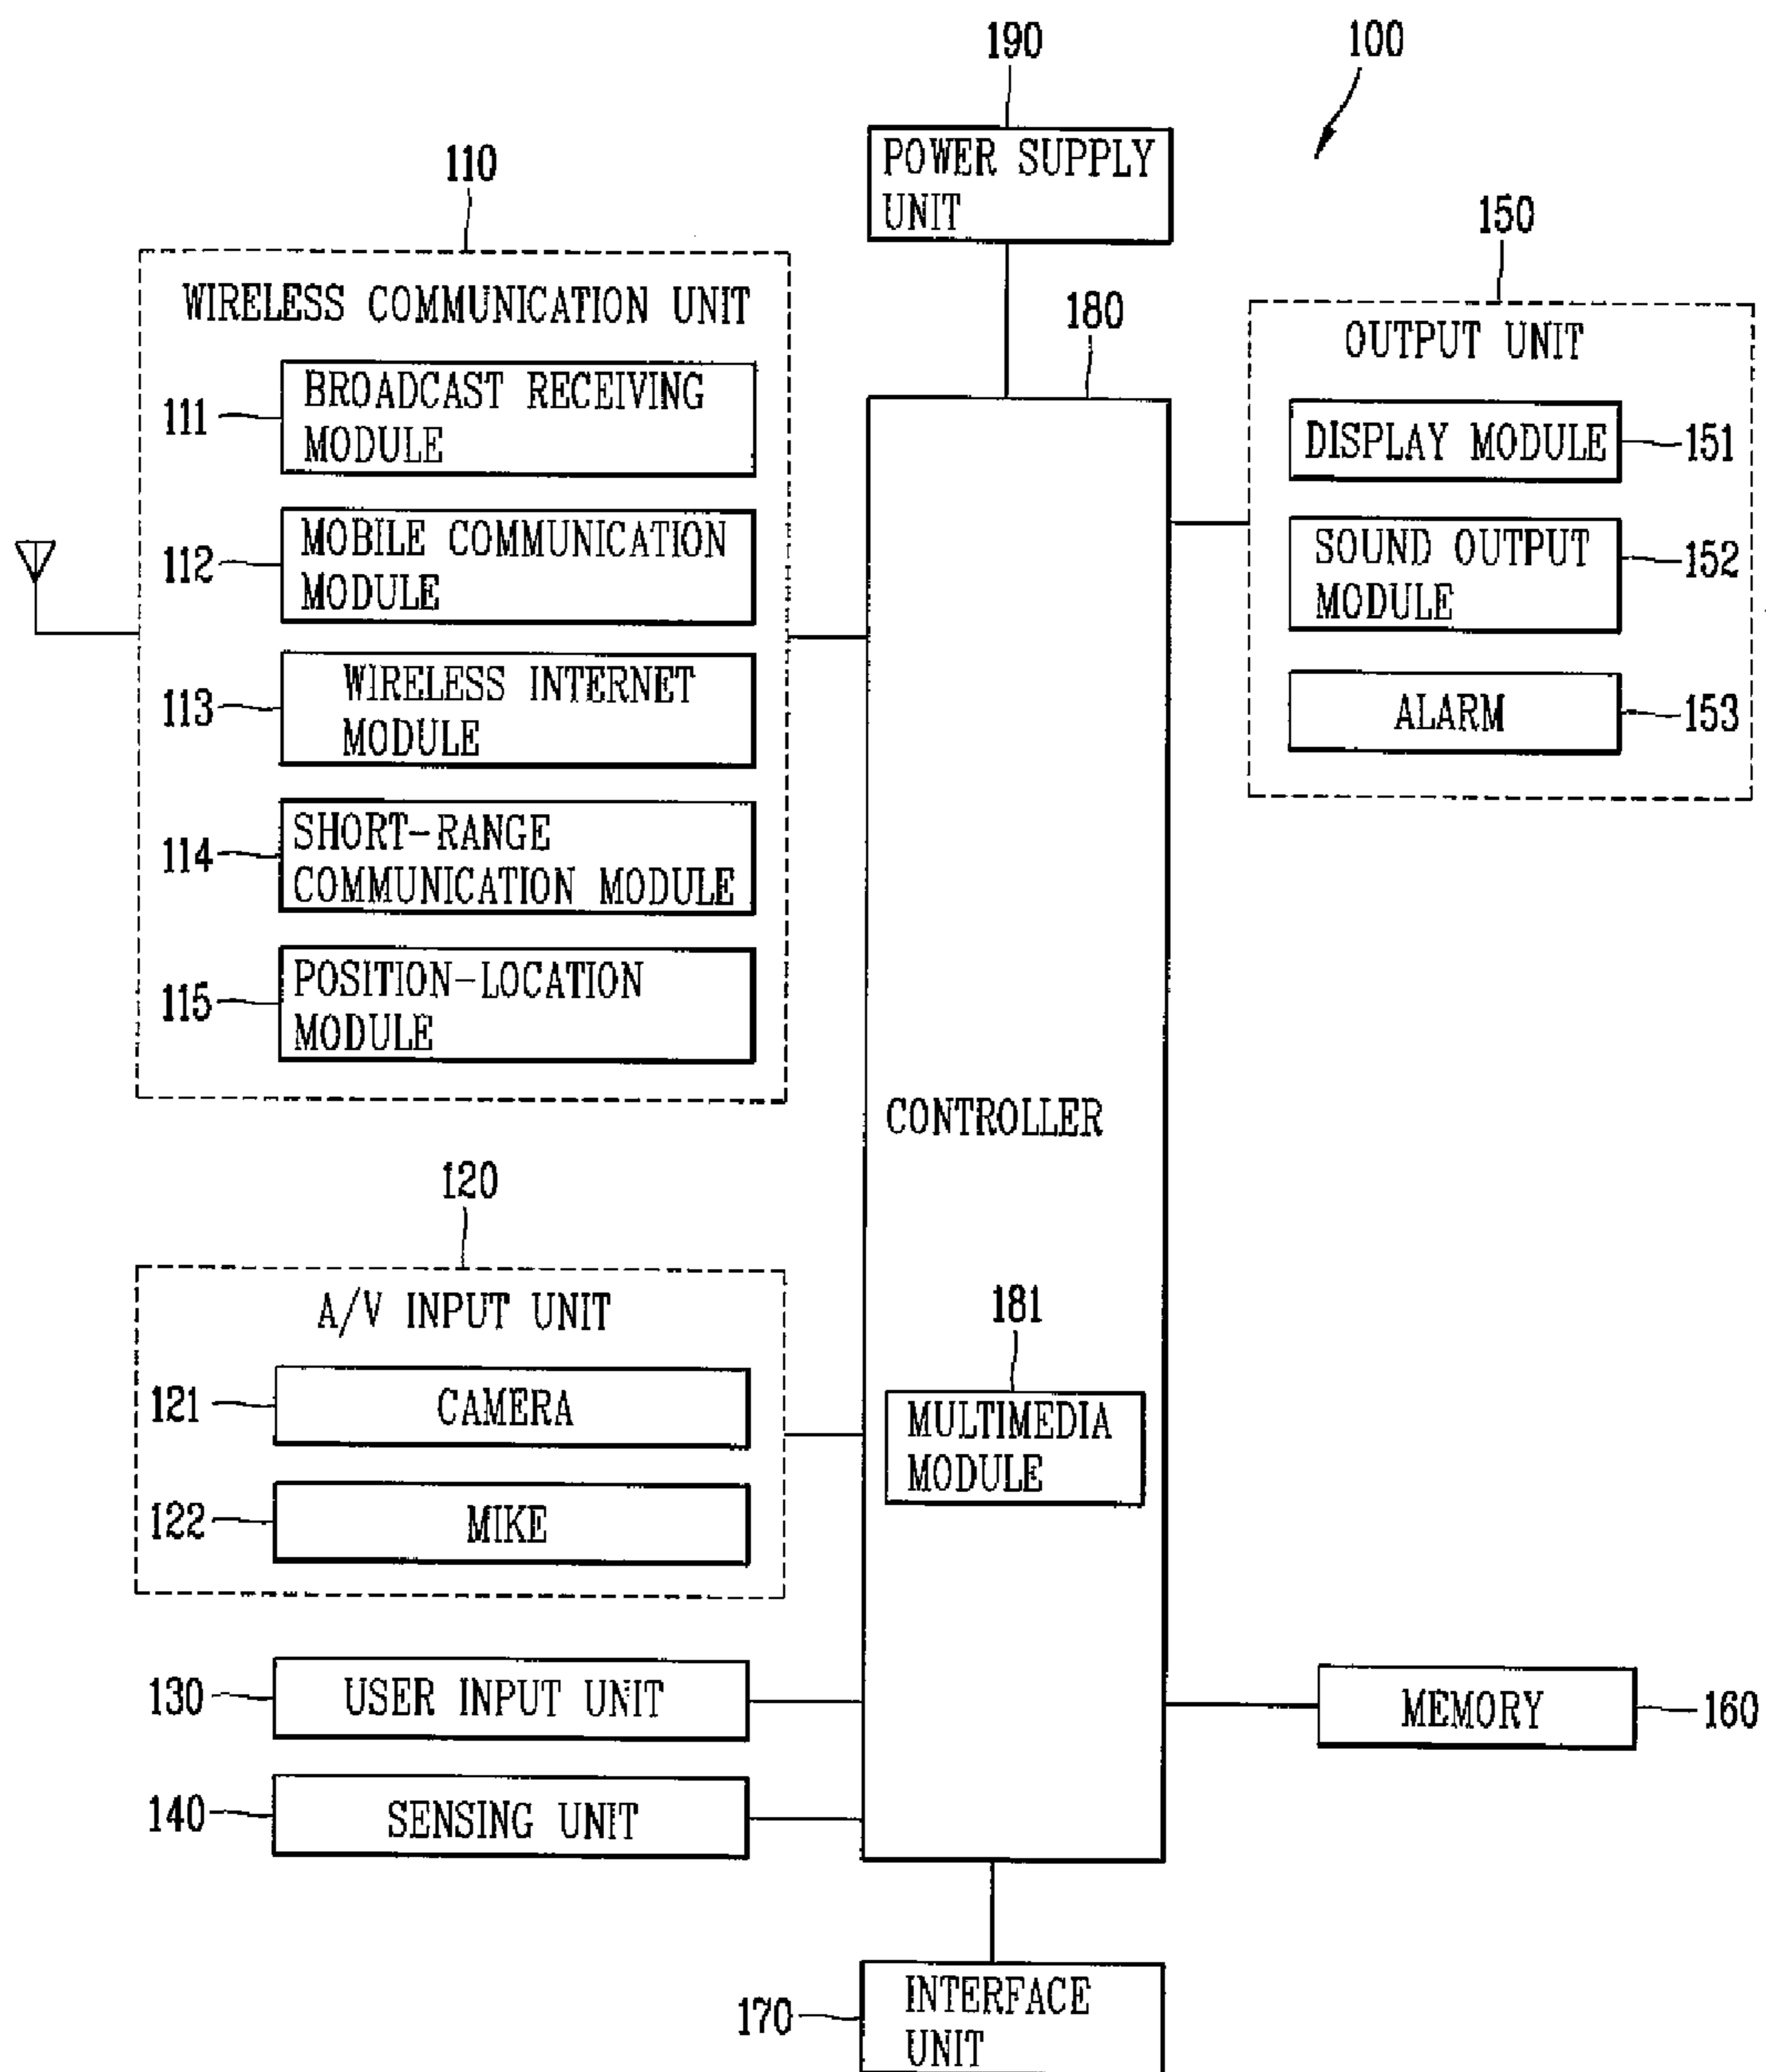 190
100
POWER SUPPLY
UNIT
110
WIRELESS COMMUNICATION UNIT
111
BROADCAST RECEIVING
MODULE
112
MOBILE COMMUNICATION
MODULE
113
WIRELESS INTERNET
MODULE
114
SHORT-RANGE
COMMUNICATION MODULE
115
POSITION-LOCATION
MODULE
180
CONTROLLER
181
MULTIMEDIA
MODULE
150
OUTPUT UNIT
DISPLAY MODULE
151
SOUND OUTPUT
MODULE
152
ALARM
153
120
A/V INPUT UNIT
121
CAMERA
122
MIKE
130
USER INPUT UNIT
140
SENSING UNIT
MEMORY
160
170
INTERFACE
UNIT